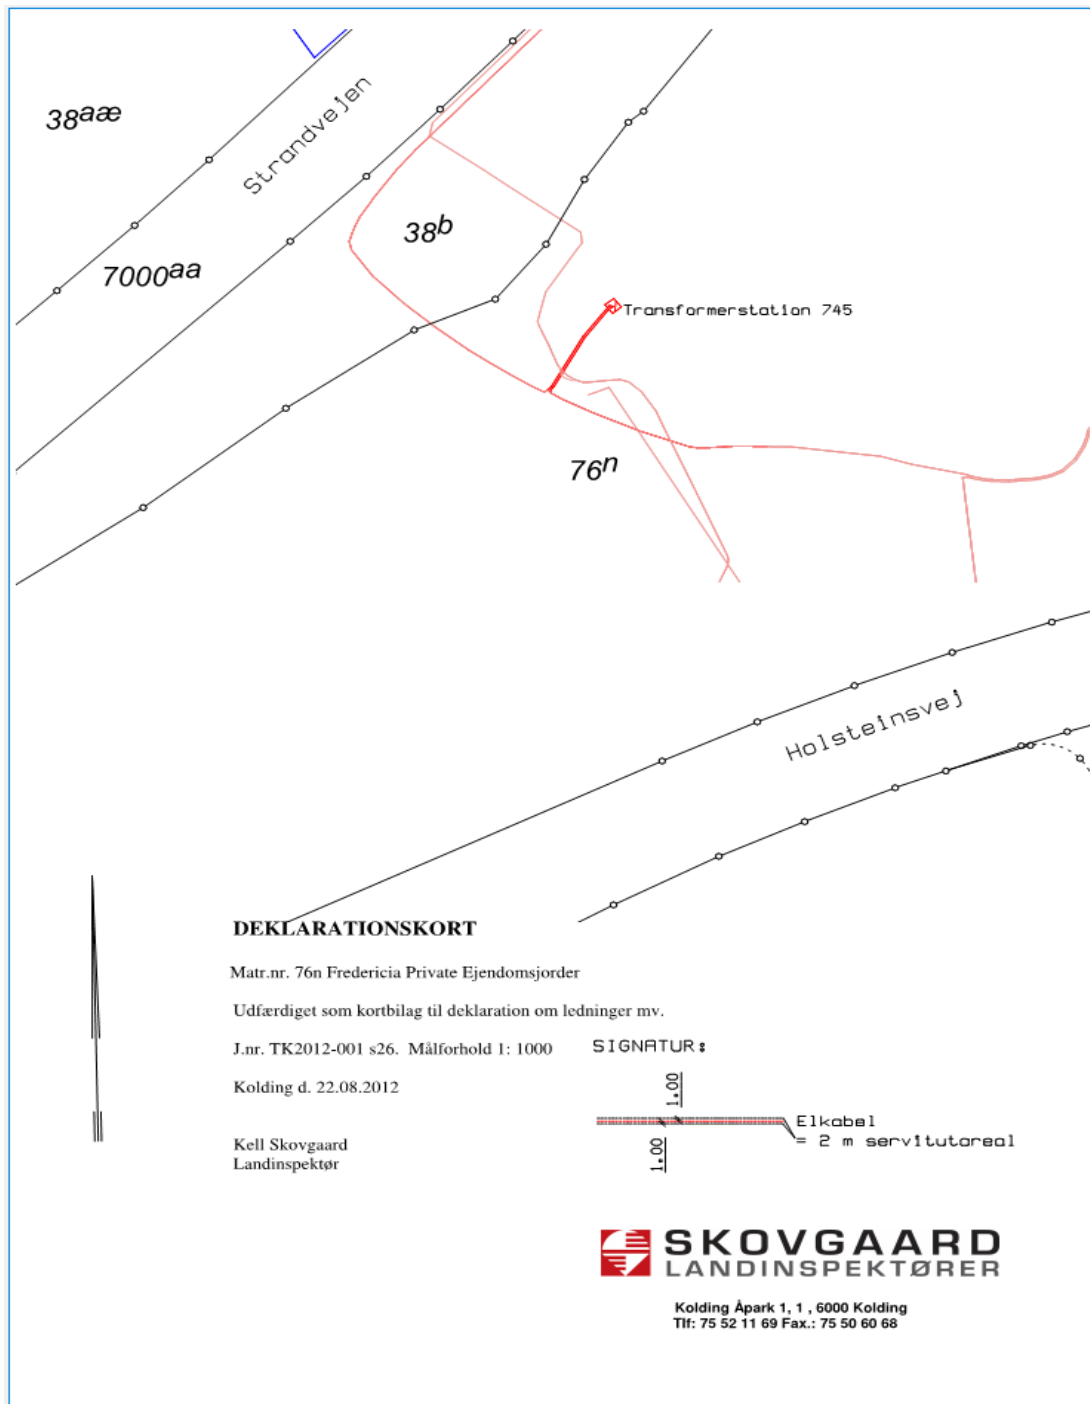 38aæ
Strandvejen
38b
7000aa
Transformerstation 745
76n
Holsteinsvej
DEKLARATIONSKORT
Matr.nr. 76n Fredericia Private Ejendomsjorder
Udfærdiget som kortbilag til deklaration om ledninger mv.
J.nr. TK2012-001 s26. Målforhold 1: 1000
Kolding d. 22.08.2012
Kell Skovgaard
Landinspektør
SIGNATUR:
1.00
Elkabel
= 2 m servitutareal
1.00
SKOVGAARD
LANDINSPEKTØRER
Kolding Åpark 1, 1 , 6000 Kolding
Tlf: 75 52 11 69 Fax.: 75 50 60 68